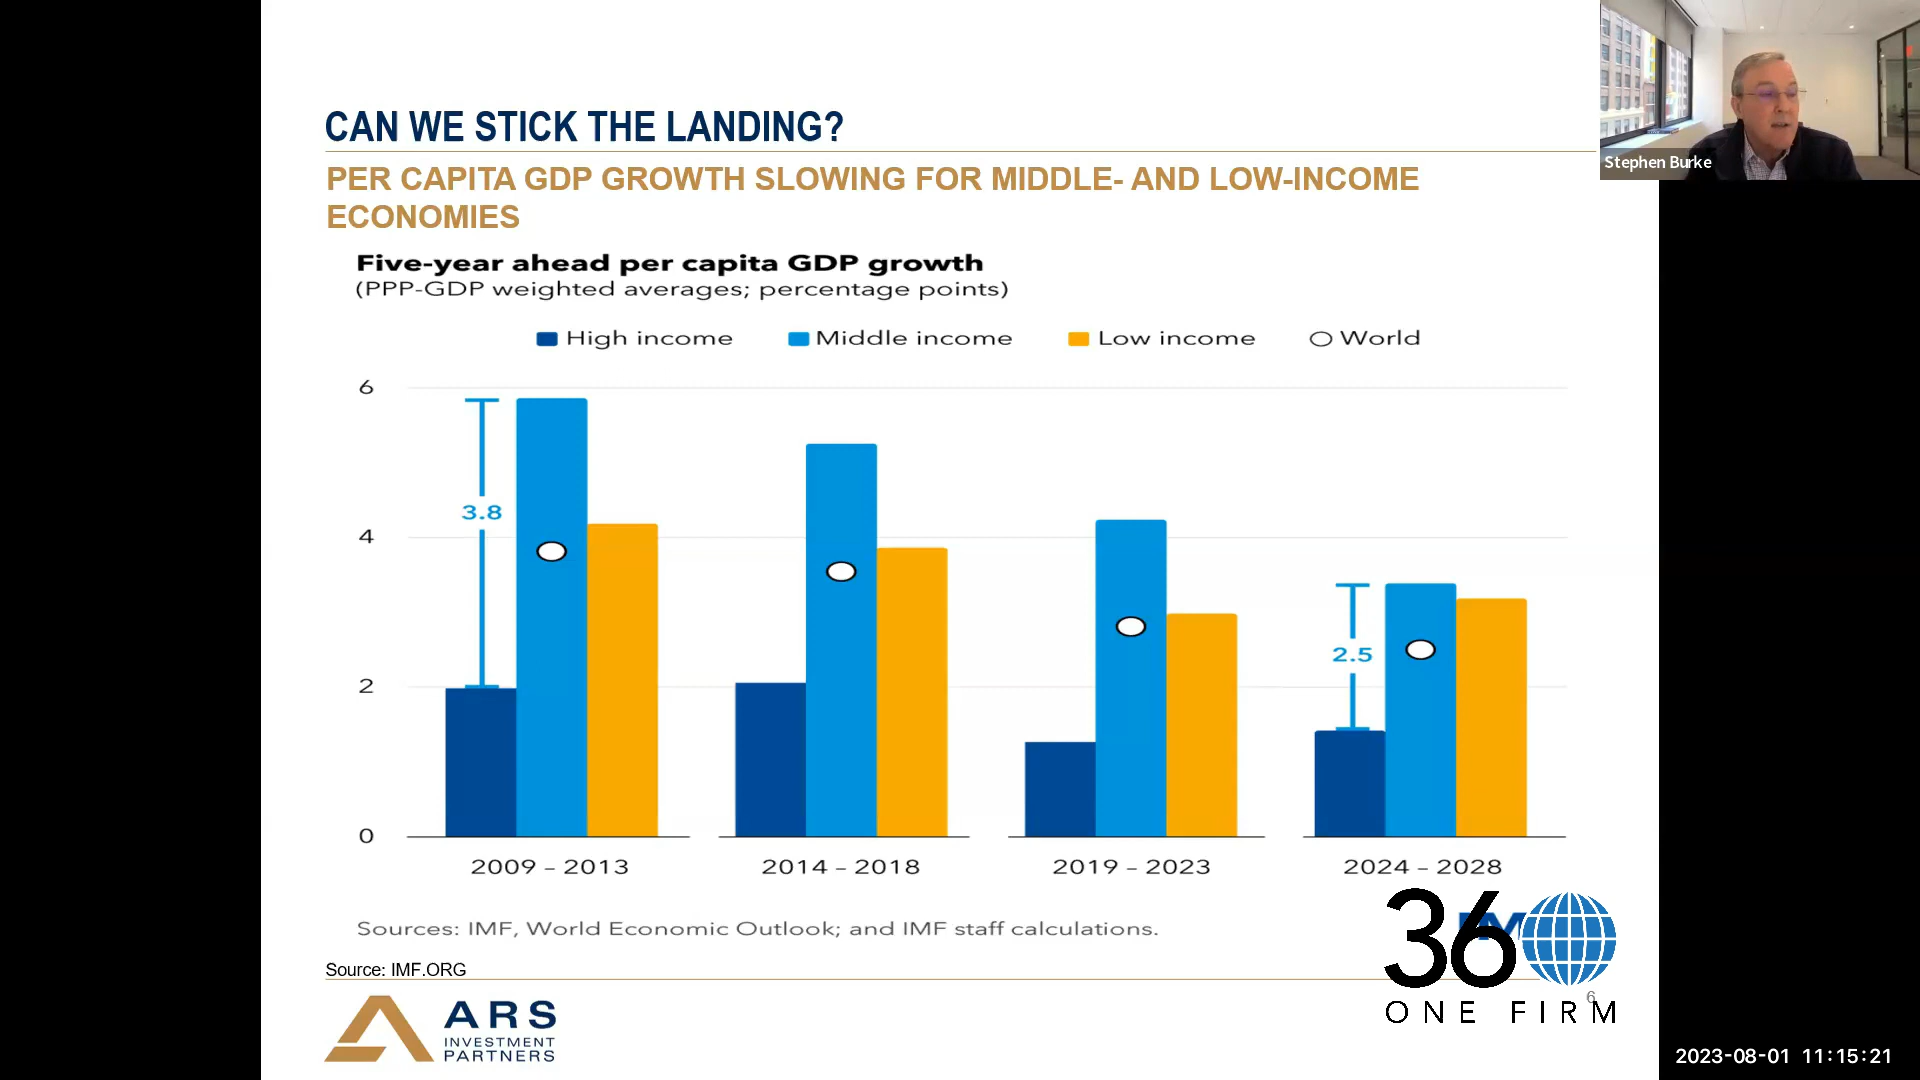 CAN WE STICK THE LANDING?
Stephen Burke
PER CAPITA GDP GROWTH SLOWING FOR MIDDLE- AND LOW-INCOME
ECONOMIES
Five-year ahead per capita GDP growth
(PPP-GDP weighted averages; percentage points)
High income Middle income Low income World
6
3.8
4
2
2.5
0
2009 – 2013 2014 – 2018 2019 – 2023 2024 – 2028
Sources: IMF, World Economic Outlook; and IMF staff calculations.
Source: IMF.ORG
360
ONE FIRM
6
ARS
INVESTMENT
PARTNERS
2023-08-01 11:15:21